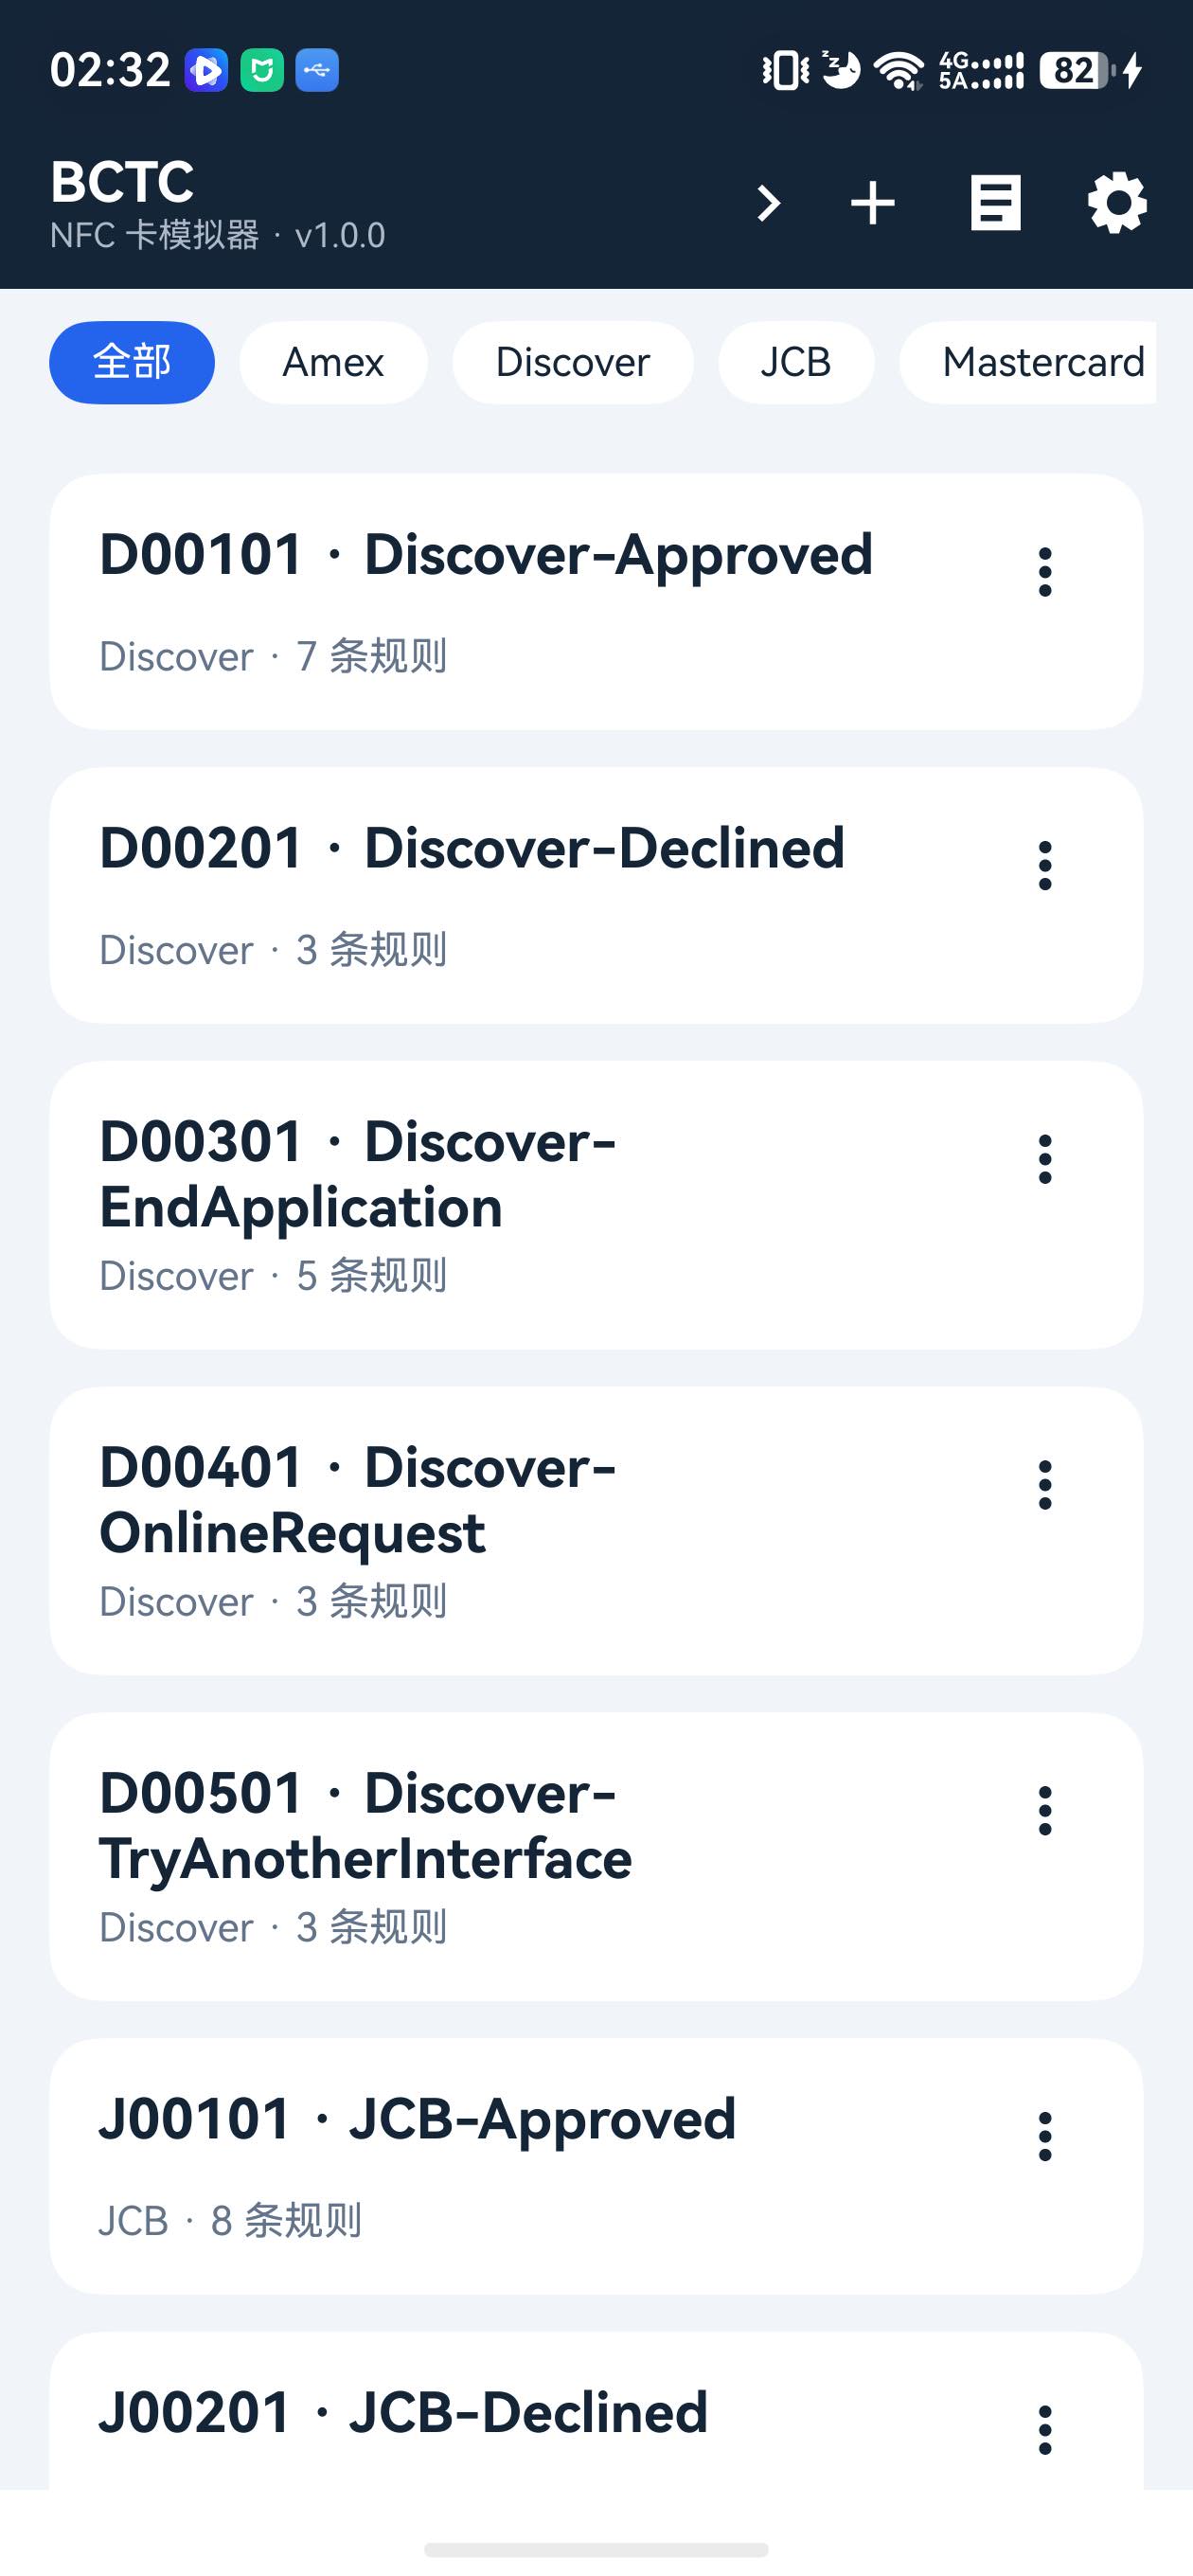 02:32
4G
5A
82
BCTC
NFC 卡模拟器 · v1.0.0
全部 Amex Discover JCB Mastercard
D00101 · Discover-Approved
Discover · 7 条规则
D00201 · Discover-Declined
Discover · 3 条规则
D00301 · Discover-
EndApplication
Discover · 5 条规则
D00401 · Discover-
OnlineRequest
Discover · 3 条规则
D00501 · Discover-
TryAnotherInterface
Discover · 3 条规则
J00101 · JCB-Approved
JCB · 8 条规则
J00201 · JCB-Declined